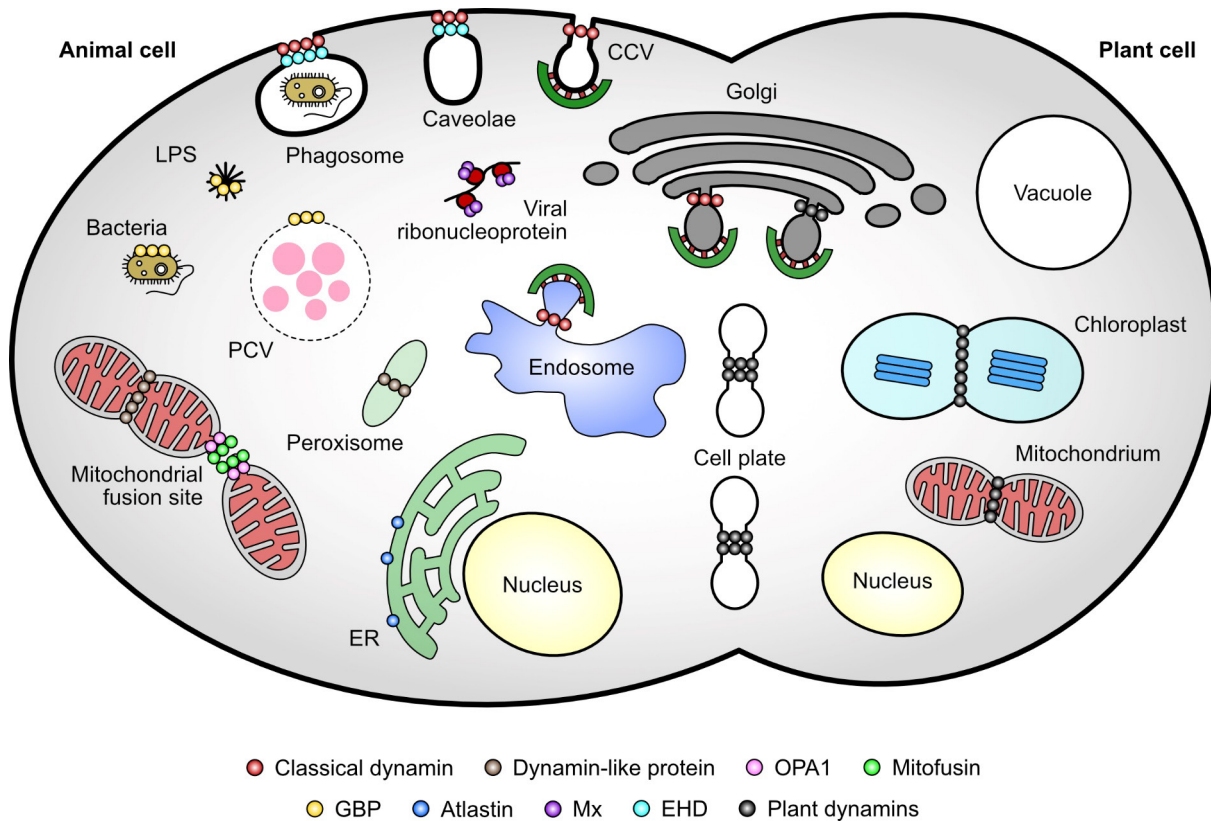 Animal cell
Plant cell
CCV
Golgi
Caveolae
Phagosome
LPS
Vacuole
Viral
ribonucleoprotein
Bacteria
PCV
Endosome
Chloroplast
Peroxisome
Cell plate
Mitochondrium
Mitochondrial
fusion site
Nucleus
Nucleus
ER
Classical dynamin
Dynamin-like protein
OPA1
Mitofusin
GBP
Atlastin
Mx
EHD
Plant dynamins